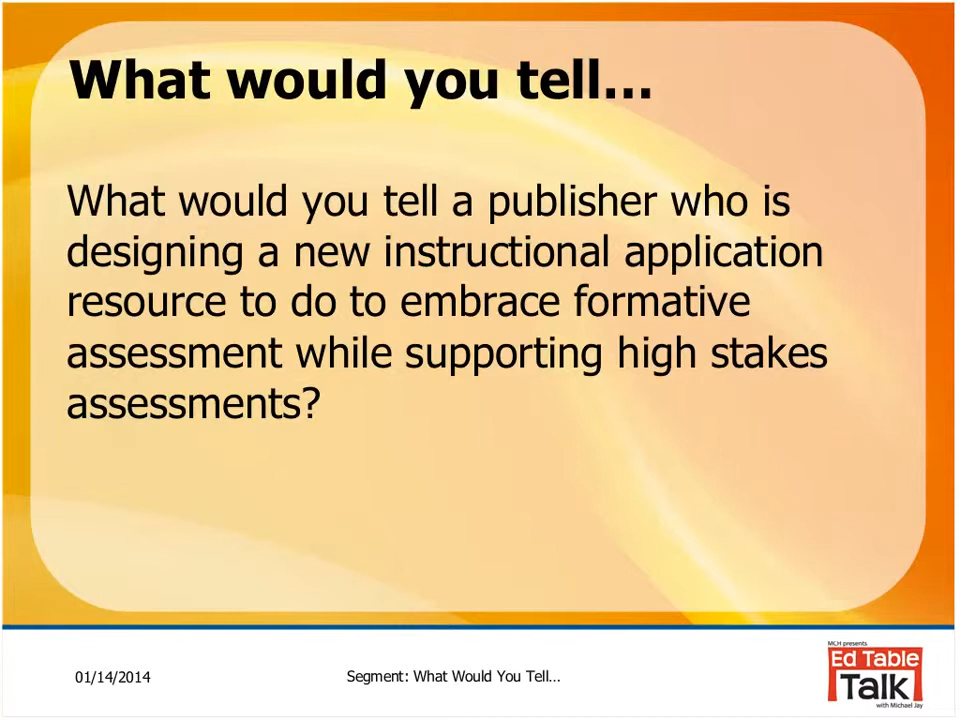 What would you tell…
What would you tell a publisher who is
designing a new instructional application
resource to do to embrace formative
assessment while supporting high stakes
assessments?
01/14/2014
Segment: What Would You Tell…
MCH presents
Ed Table
Talk
with Michael Jay